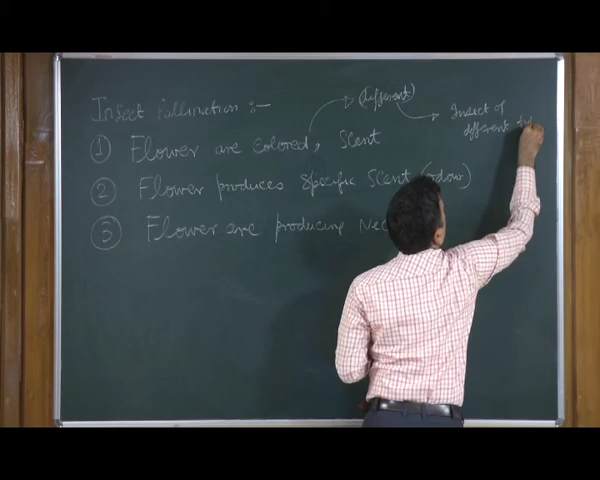 Insect Pollination :-
(different)
Insect of
different
① Flower are colored, scent
② Flower produces specific scent (odour)
③ Flower are producing Nec